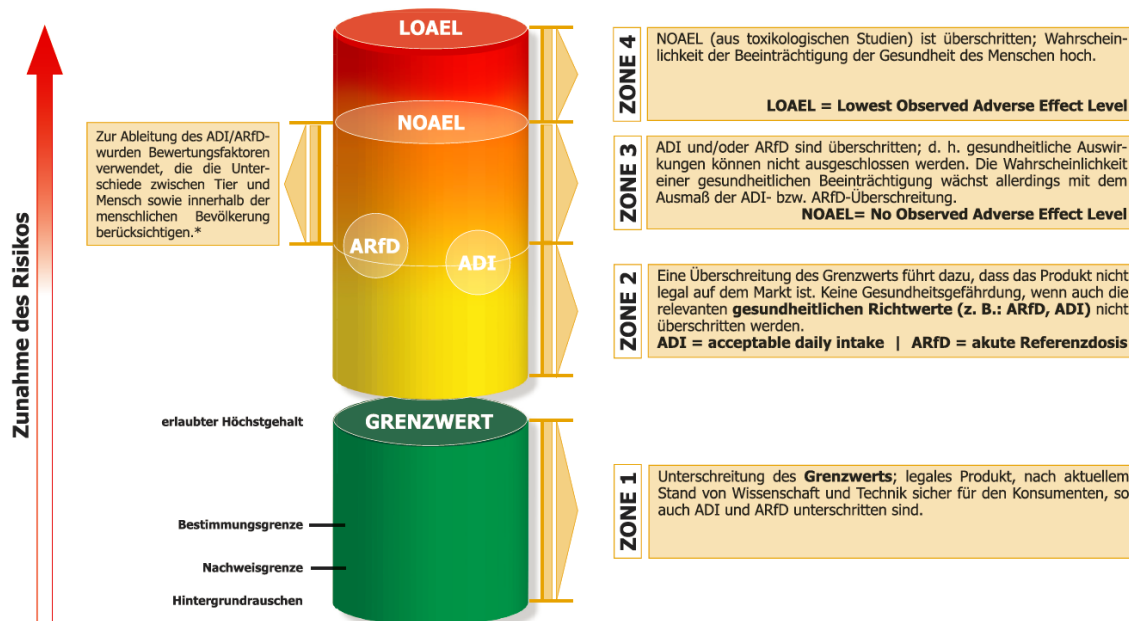 Zunahme des Risikos
LOAEL
NOAEL
ARfD
ADI
GRENZWERT
Zur Ableitung des ADI/ARfD-
wurden Bewertungsfaktoren
verwendet, die die Unter-
schiede zwischen Tier und
Mensch sowie innerhalb der
menschlichen Bevölkerung
berücksichtigen.*
erlaubter Höchstgehalt
Bestimmungsgrenze
Nachweisgrenze
Hintergrundrauschen
ZONE 4
NOAEL (aus toxikologischen Studien) ist überschritten; Wahrschein-
lichkeit der Beeinträchtigung der Gesundheit des Menschen hoch.
LOAEL = Lowest Observed Adverse Effect Level
ZONE 3
ADI und/oder ARfD sind überschritten; d. h. gesundheitliche Auswir-
kungen können nicht ausgeschlossen werden. Die Wahrscheinlichkeit
einer gesundheitlichen Beeinträchtigung wächst allerdings mit dem
Ausmaß der ADI- bzw. ARfD-Überschreitung.
NOAEL= No Observed Adverse Effect Level
ZONE 2
Eine Überschreitung des Grenzwerts führt dazu, dass das Produkt nicht
legal auf dem Markt ist. Keine Gesundheitsgefährdung, wenn auch die
relevanten gesundheitlichen Richtwerte (z. B.: ARfD, ADI) nicht
überschritten werden.
ADI = acceptable daily intake | ARfD = akute Referenzdosis
ZONE 1
Unterschreitung des Grenzwerts; legales Produkt, nach aktuellem
Stand von Wissenschaft und Technik sicher für den Konsumenten, so
auch ADI und ARfD unterschritten sind.